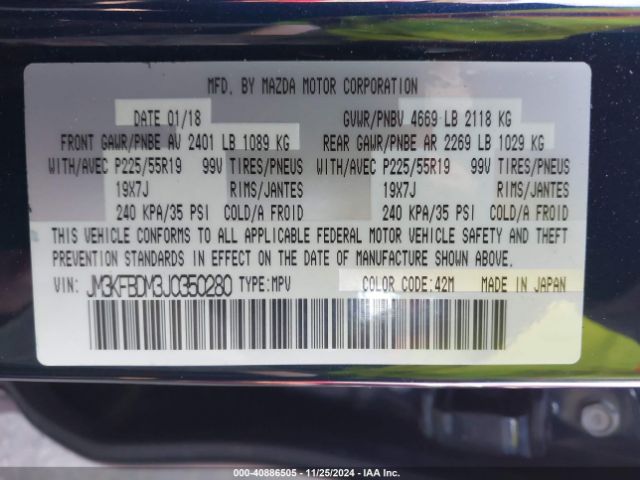 MFD. BY MAZDA MOTOR CORPORATION
DATE 01/18 GVWR/PNBV 4669 LB 2118 KG
FRONT GAWR/PNBE AV 2401 LB 1089 KG REAR GAWR/PNBE AR 2269 LB 1029 KG
WITH/AVEC P225/55R19 99V TIRES/PNEUS WITH/AVEC P225/55R19 99V TIRES/PNEUS
19X7J RIMS/JANTES 19X7J RIMS/JANTES
240 KPA/35 PSI COLD/A FROID 240 KPA/35 PSI COLD/A FROID
THIS VEHICLE CONFORMS TO ALL APPLICABLE FEDERAL MOTOR VEHICLE SAFETY AND THEFT
PREVENTION STANDARDS IN EFFECT ON THE DATE OF MANUFACTURE SHOWN ABOVE.
VIN: JM3KFBDM3J0350280 TYPE:MPV COLOR CODE:42M MADE IN JAPAN
000-40886505 - 11/25/2024 - IAA Inc.